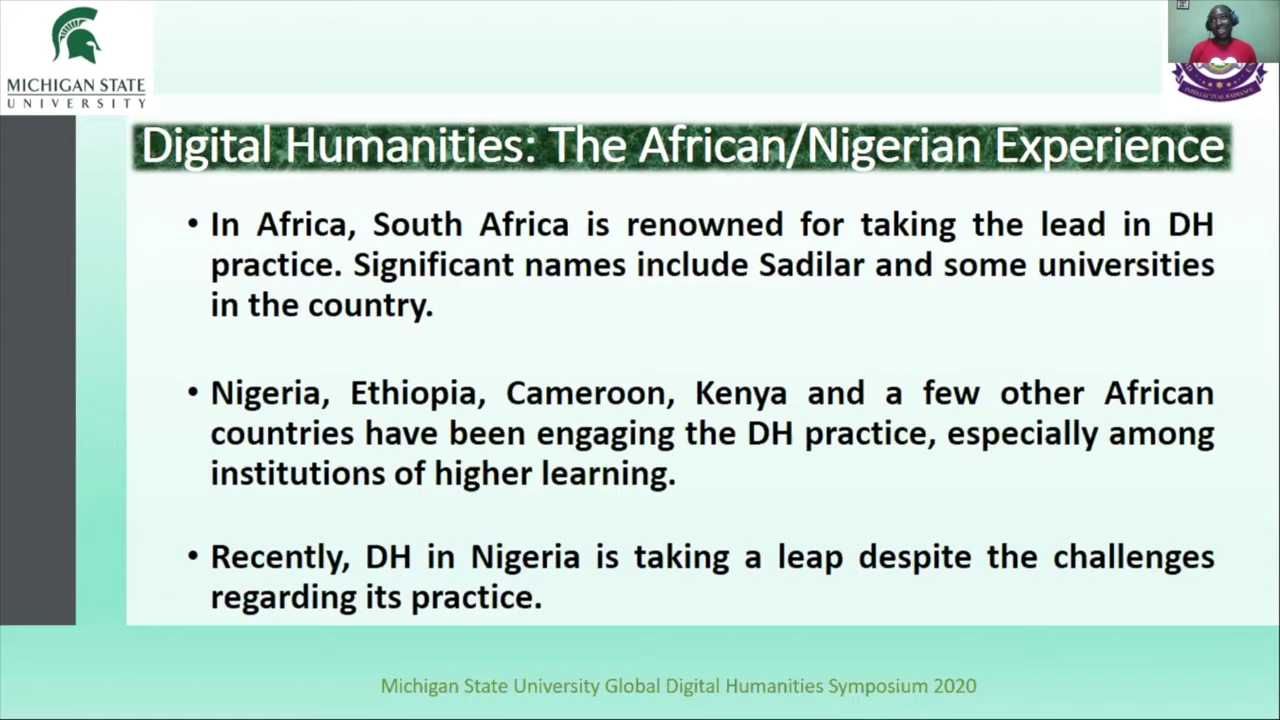 MICHIGAN STATE
UNIVERSITY
Digital Humanities: The African/Nigerian Experience
• In Africa, South Africa is renowned for taking the lead in DH
practice. Significant names include Sadilar and some universities
in the country.
• Nigeria, Ethiopia, Cameroon, Kenya and a few other African
countries have been engaging the DH practice, especially among
institutions of higher learning.
• Recently, DH in Nigeria is taking a leap despite the challenges
regarding its practice.
Michigan State University Global Digital Humanities Symposium 2020